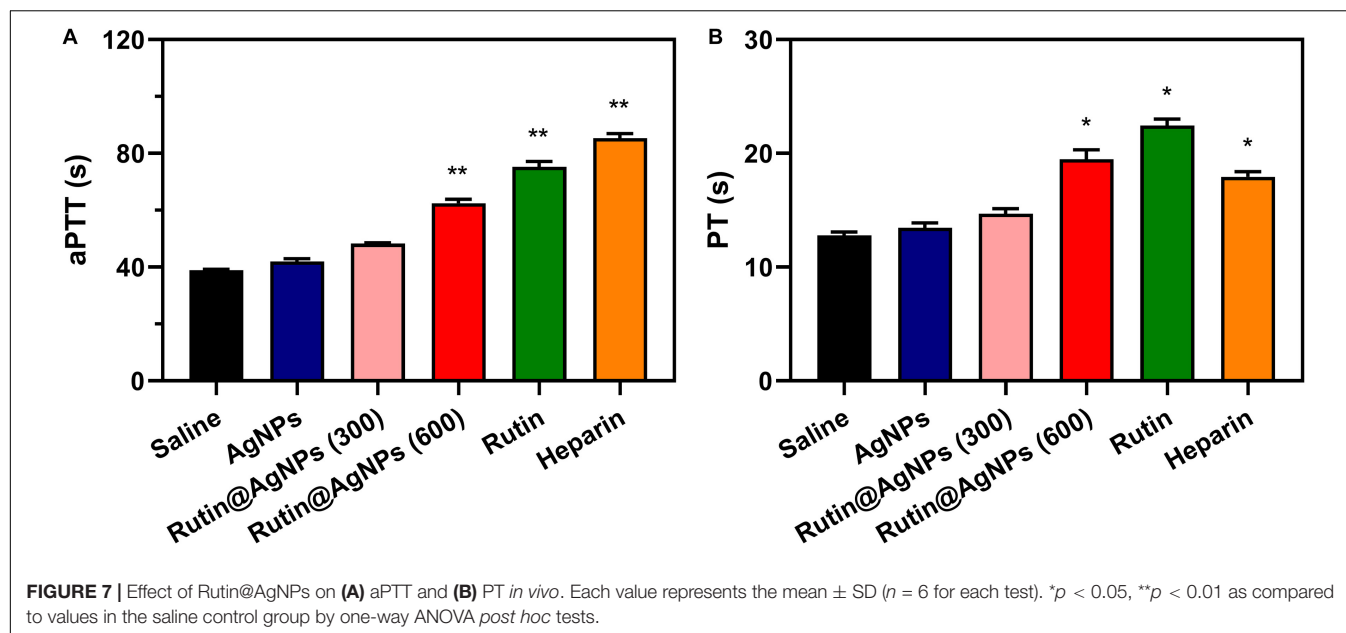 A
120
80
40
0
aPTT (s)
**
**
**
Saline
AgNPs
Rutin@AgNPs (300)
Rutin@AgNPs (600)
Rutin
Heparin
B
30
20
10
0
PT (s)
*
*
*
Saline
AgNPs
Rutin@AgNPs (300)
Rutin@AgNPs (600)
Rutin
Heparin
FIGURE 7 | Effect of Rutin@AgNPs on (A) aPTT and (B) PT in vivo. Each value represents the mean ± SD (n = 6 for each test). *p < 0.05, **p < 0.01 as compared
to values in the saline control group by one-way ANOVA post hoc tests.